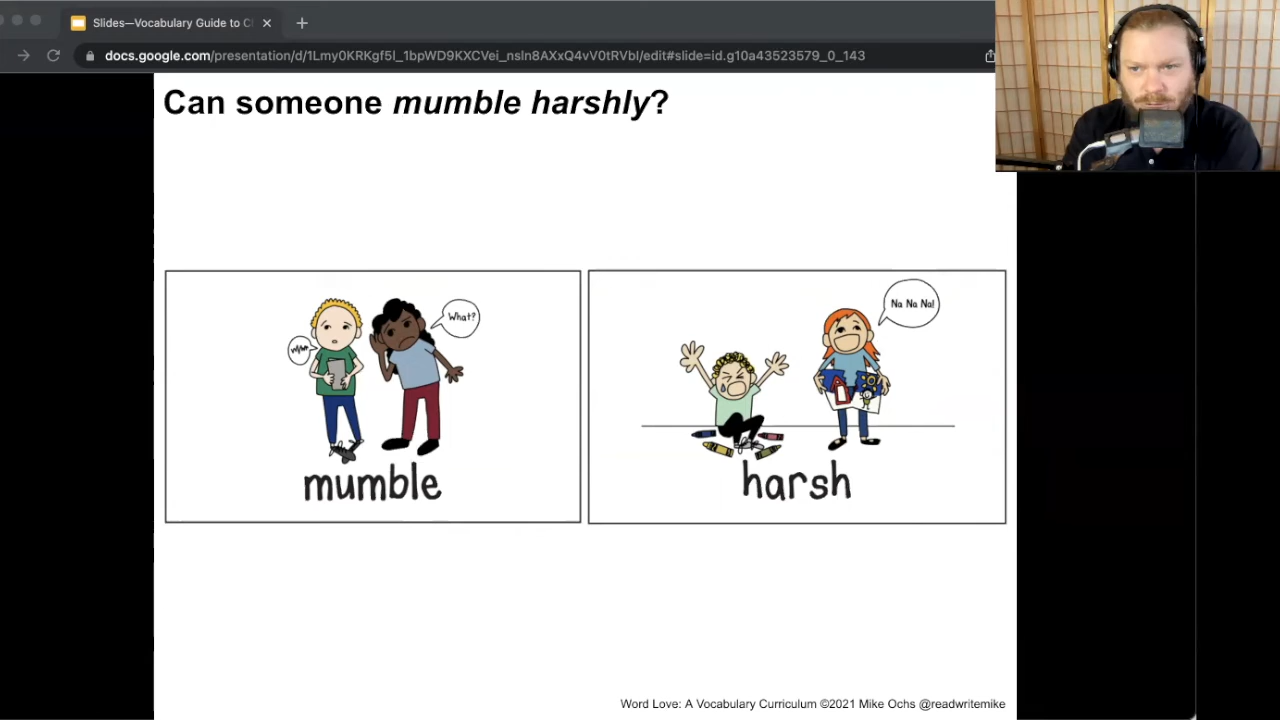 Slides—Vocabulary Guide to C
docs.google.com/presentation/d/1Lmy0KRKgf5I_1bpWD9KXCVei_nsIn8AXxQ4vV0tRVbI/edit#slide=id.g10a43523579_0_143
Can someone mumble harshly?
What?
Na Na Na!
mumble
harsh
Word Love: A Vocabulary Curriculum ©2021 Mike Ochs @readwritemike